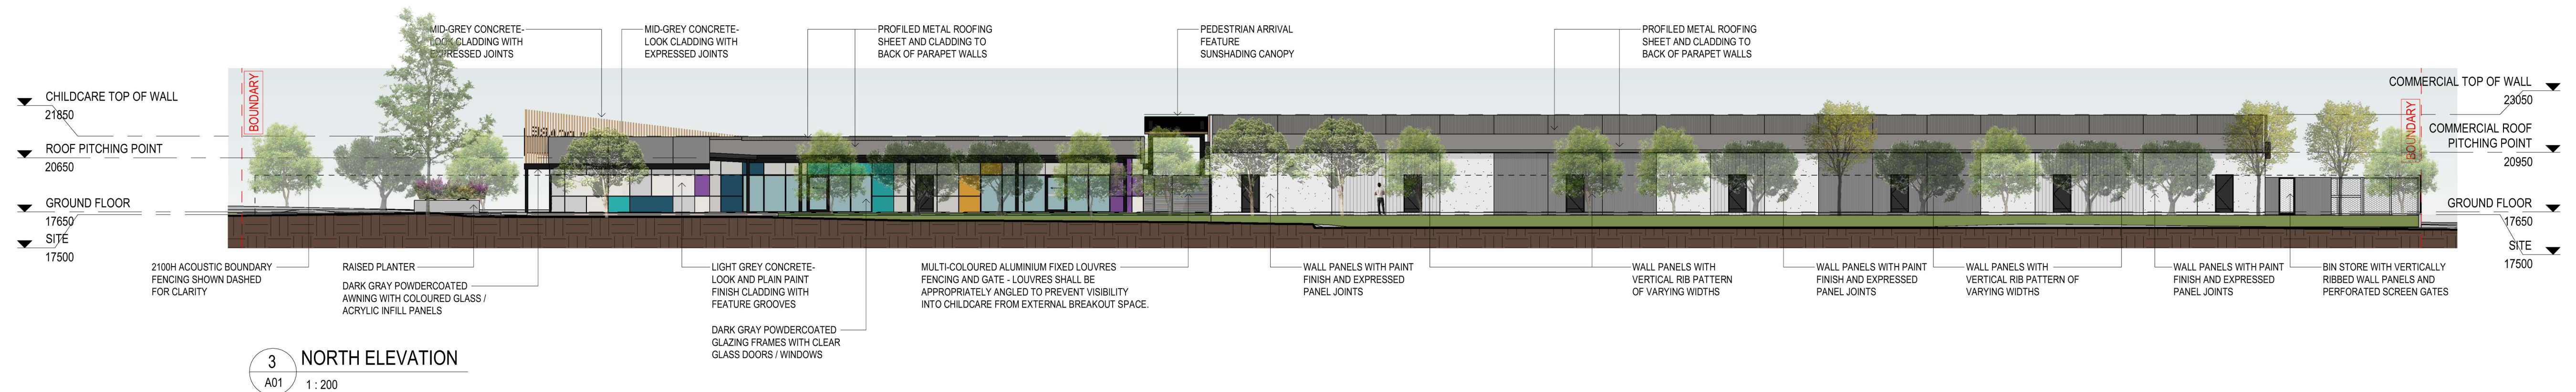 MID-GREY CONCRETE-
LOOK CLADDING WITH
EXPRESSED JOINTS
MID-GREY CONCRETE-
LOOK CLADDING WITH
EXPRESSED JOINTS
PROFILED METAL ROOFING
SHEET AND CLADDING TO
BACK OF PARAPET WALLS
PEDESTRIAN ARRIVAL
FEATURE
SUNSHADING CANOPY
PROFILED METAL ROOFING
SHEET AND CLADDING TO
BACK OF PARAPET WALLS
CHILDCARE TOP OF WALL
21850
ROOF PITCHING POINT
20650
GROUND FLOOR
17650
SITE
17500
BOUNDARY
BOUNDARY
COMMERCIAL TOP OF WALL
23050
COMMERCIAL ROOF
PITCHING POINT
20950
GROUND FLOOR
17650
SITE
17500
2100H ACOUSTIC BOUNDARY
FENCING SHOWN DASHED
FOR CLARITY
RAISED PLANTER
DARK GRAY POWDERCOATED
AWNING WITH COLOURED GLASS /
ACRYLIC INFILL PANELS
LIGHT GREY CONCRETE-
LOOK AND PLAIN PAINT
FINISH CLADDING WITH
FEATURE GROOVES
DARK GRAY POWDERCOATED
GLAZING FRAMES WITH CLEAR
GLASS DOORS / WINDOWS
MULTI-COLOURED ALUMINIUM FIXED LOUVRES
FENCING AND GATE - LOUVRES SHALL BE
APPROPRIATELY ANGLED TO PREVENT VISIBILITY
INTO CHILDCARE FROM EXTERNAL BREAKOUT SPACE.
WALL PANELS WITH PAINT
FINISH AND EXPRESSED
PANEL JOINTS
WALL PANELS WITH
VERTICAL RIB PATTERN
OF VARYING WIDTHS
WALL PANELS WITH PAINT
FINISH AND EXPRESSED
PANEL JOINTS
WALL PANELS WITH
VERTICAL RIB PATTERN OF
VARYING WIDTHS
WALL PANELS WITH PAINT
FINISH AND EXPRESSED
PANEL JOINTS
BIN STORE WITH VERTICALLY
RIBBED WALL PANELS AND
PERFORATED SCREEN GATES
3
A01
NORTH ELEVATION
1 : 200